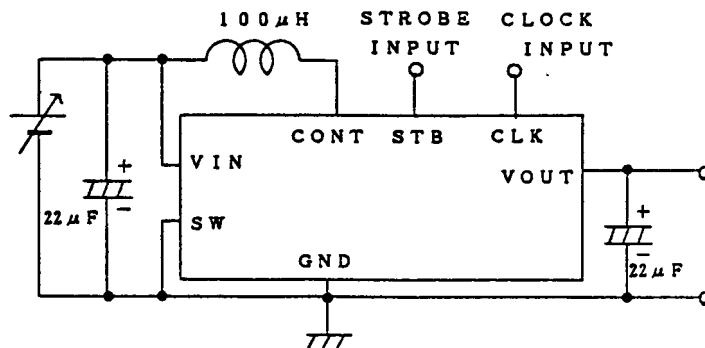 100μH
STROBE INPUT
CLOCK INPUT
CONT
STB
CLK
VIN
VOUT
SW
GND
+
-
22μF
+
-
22μF